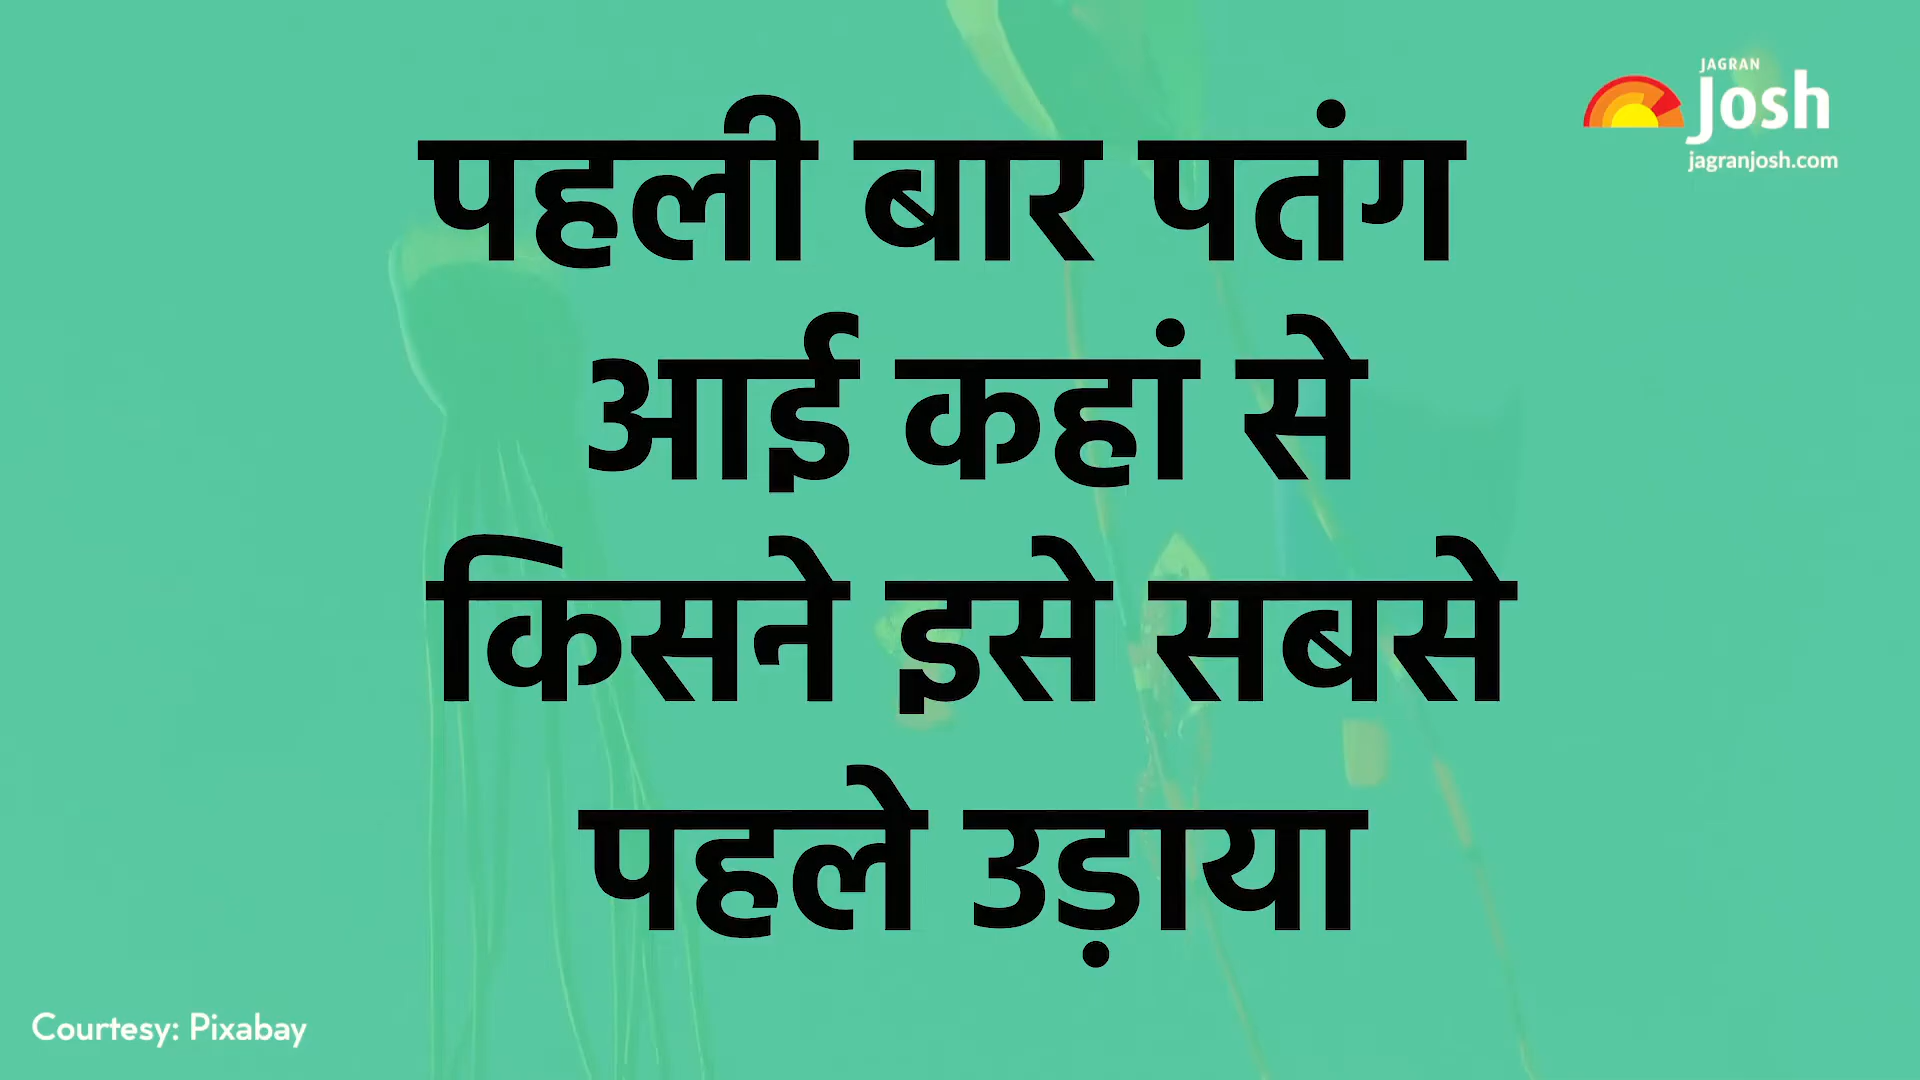 JAGRAN
Josh
jagranjosh.com
पहली बार पतंग
आई कहां से
किसने इसे सबसे
पहले उड़ाया
Courtesy: Pixabay